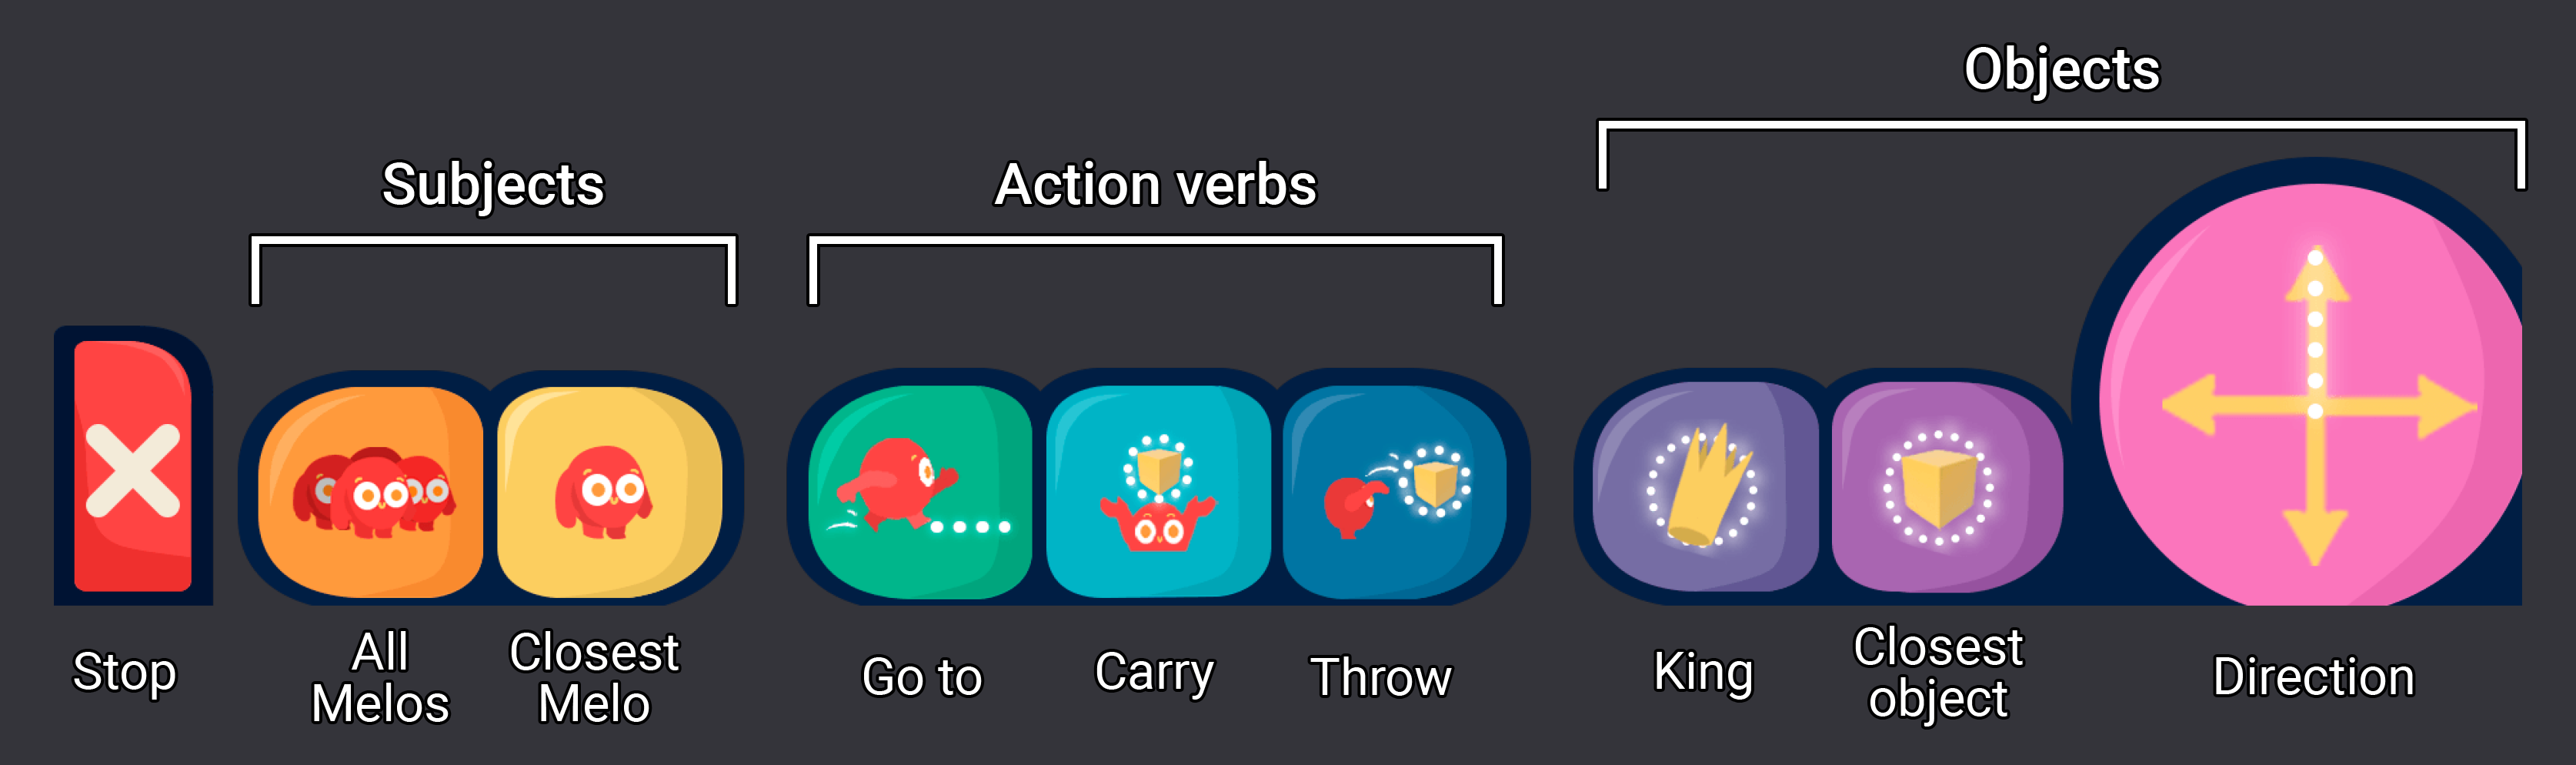 Objects
Subjects
Action verbs
Stop
All
Melos
Closest
Melo
Go to
Carry
Throw
King
Closest
object
Direction